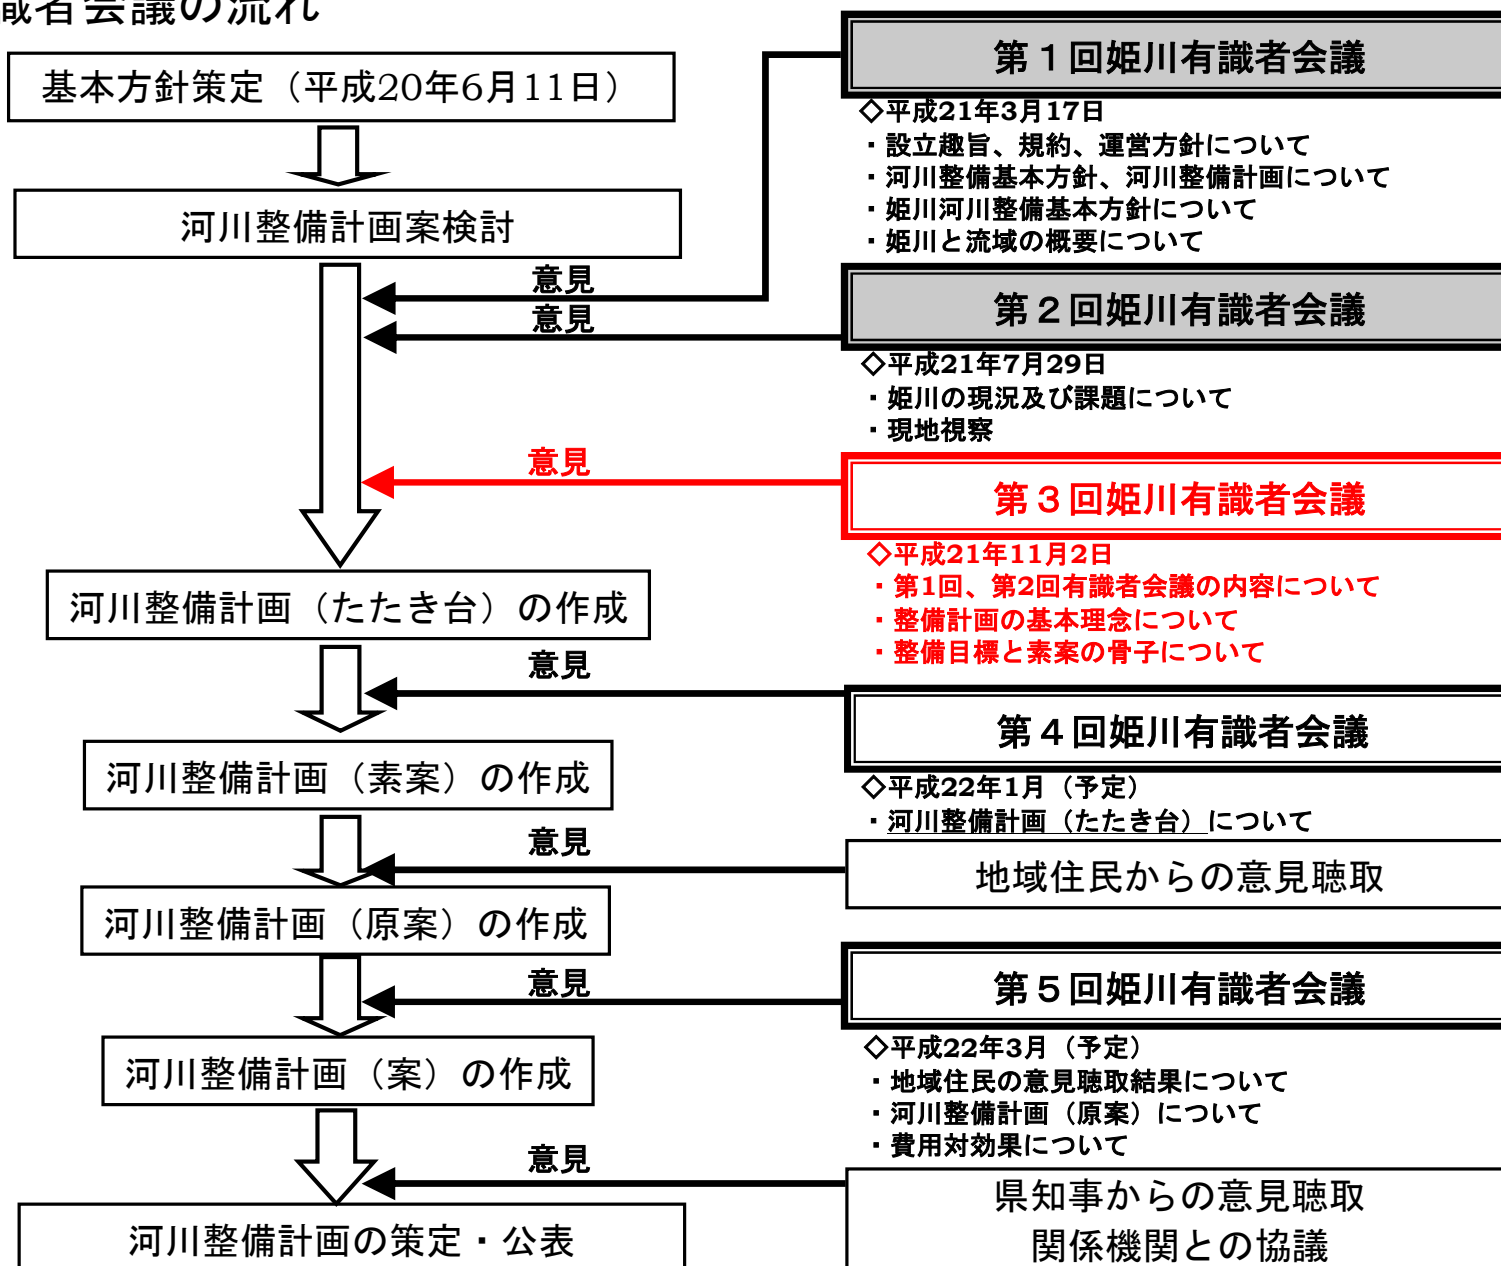 識者会議の流れ
基本方針策定（平成20年6月11日）
河川整備計画案検討
意見
意見
意見
河川整備計画（たたき台）の作成
意見
河川整備計画（素案）の作成
意見
河川整備計画（原案）の作成
意見
河川整備計画（案）の作成
意見
河川整備計画の策定・公表
第１回姫川有識者会議
◇平成21年3月17日
・設立趣旨、規約、運営方針について
・河川整備基本方針、河川整備計画について
・姫川河川整備基本方針について
・姫川と流域の概要について
第２回姫川有識者会議
◇平成21年7月29日
・姫川の現況及び課題について
・現地視察
第３回姫川有識者会議
◇平成21年11月2日
・第1回、第2回有識者会議の内容について
・整備計画の基本理念について
・整備目標と素案の骨子について
第４回姫川有識者会議
◇平成22年1月（予定）
・河川整備計画（たたき台）について
地域住民からの意見聴取
第５回姫川有識者会議
◇平成22年3月（予定）
・地域住民の意見聴取結果について
・河川整備計画（原案）について
・費用対効果について
県知事からの意見聴取
関係機関との協議